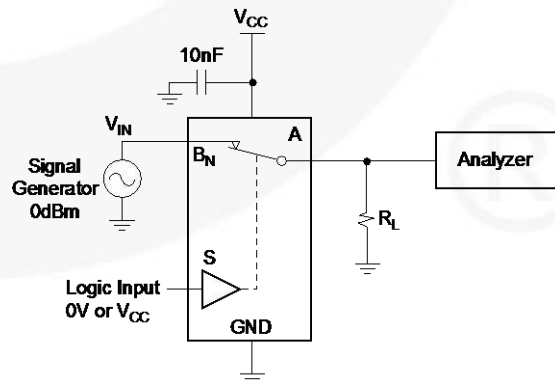 VCC
10nF
VIN
A
BN
Analyzer
Signal
Generator
0dBm
RL
S
Logic Input
0V or VCC
GND
®